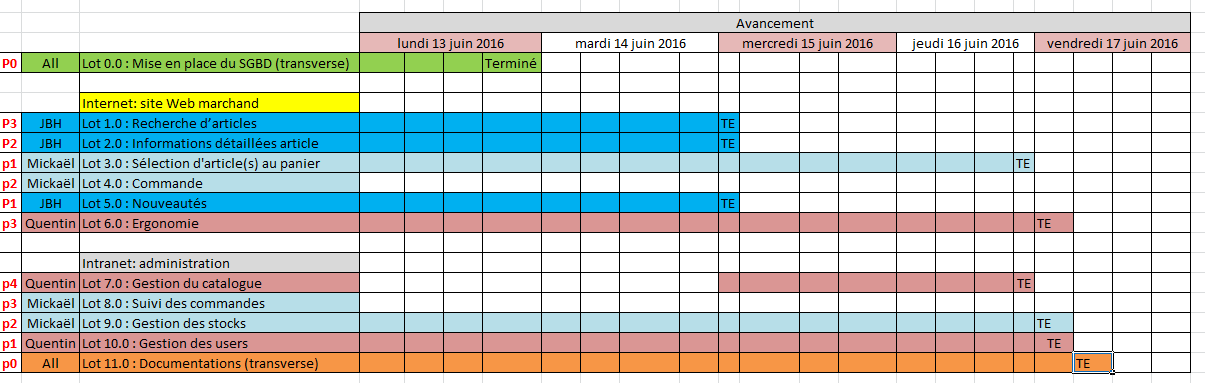 Avancement
lundi 13 juin 2016 mardi 14 juin 2016 mercredi 15 juin 2016 jeudi 16 juin 2016 vendredi 17 juin 2016
P0 All Lot 0.0 : Mise en place du SGBD (transverse) Terminé
Internet: site Web marchand
P3 JBH Lot 1.0 : Recherche d’articles TE
P2 JBH Lot 2.0 : Informations détaillées article TE
p1 Mickaël Lot 3.0 : Sélection d'article(s) au panier TE
p2 Mickaël Lot 4.0 : Commande
P1 JBH Lot 5.0 : Nouveautés TE
p3 Quentin Lot 6.0 : Ergonomie TE
Intranet: administration
p4 Quentin Lot 7.0 : Gestion du catalogue TE
p3 Mickaël Lot 8.0 : Suivi des commandes
p2 Mickaël Lot 9.0 : Gestion des stocks TE
p1 Quentin Lot 10.0 : Gestion des users TE
p0 All Lot 11.0 : Documentations (transverse) TE